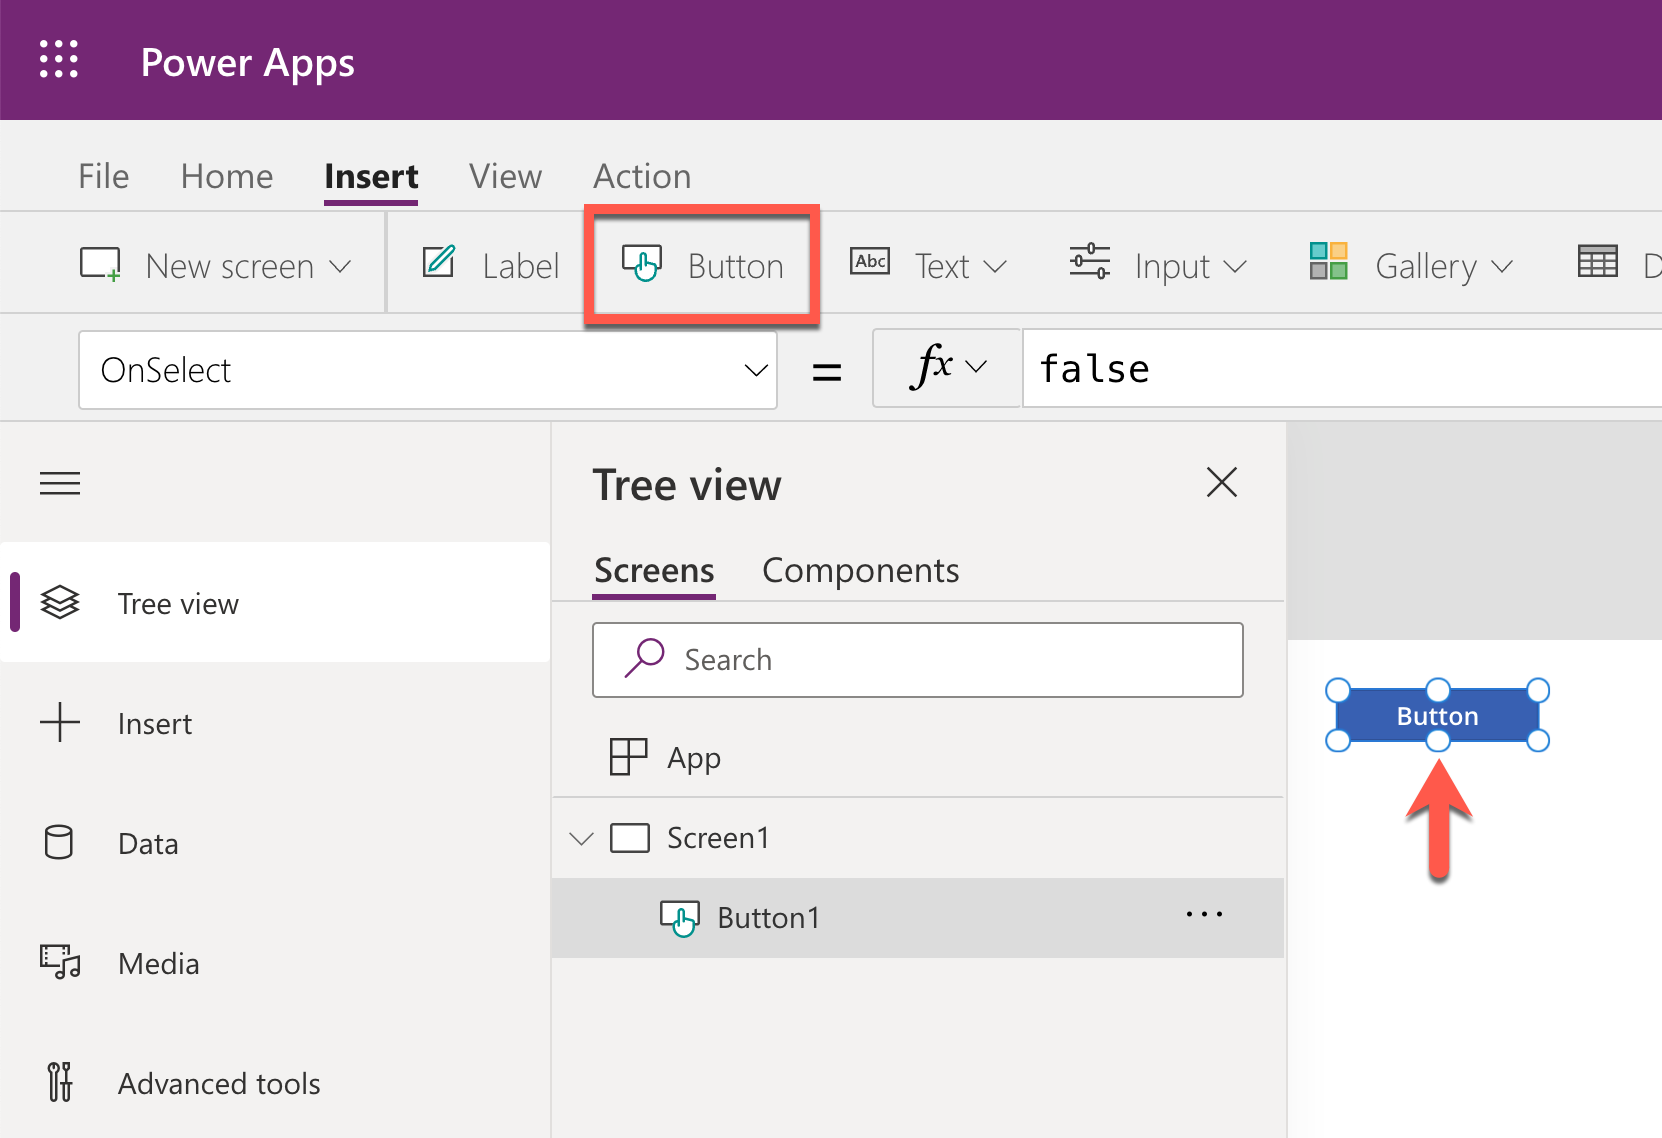 Power Apps
File Home Insert View Action
New screen Label Button Abc Text Input Gallery D
OnSelect = fx false
Tree view
Screens Components
Search
App
Screen1
Button1 ...
Tree view
Insert
Data
Media
Advanced tools
Button